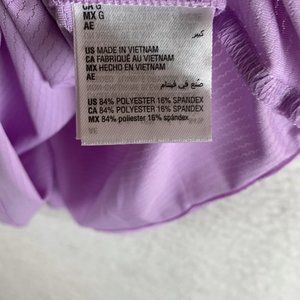 CA G
MX G
AE كبير
US MADE IN VIETNAM
CA FABRIQUÉ AU VIETNAM
MX HECHO EN VIETNAM
صنع في فيتنام
US 84% POLYESTER 16% SPANDEX
CA 84% POLYESTER 16% SPANDEX
MX 84% poliester 16% spandex